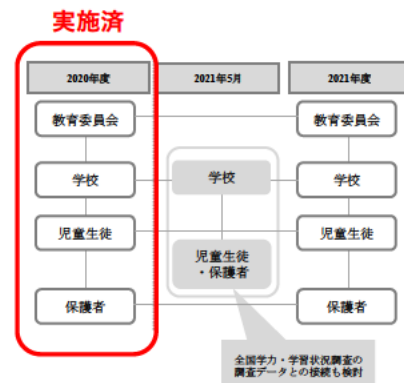 実施済
2020年度
2021年5月
2021年度
教育委員会
教育委員会
学校
学校
学校
児童生徒
児童生徒
・保護者
児童生徒
保護者
保護者
全国学力・学習状況調査の
調査データとの接続も検討